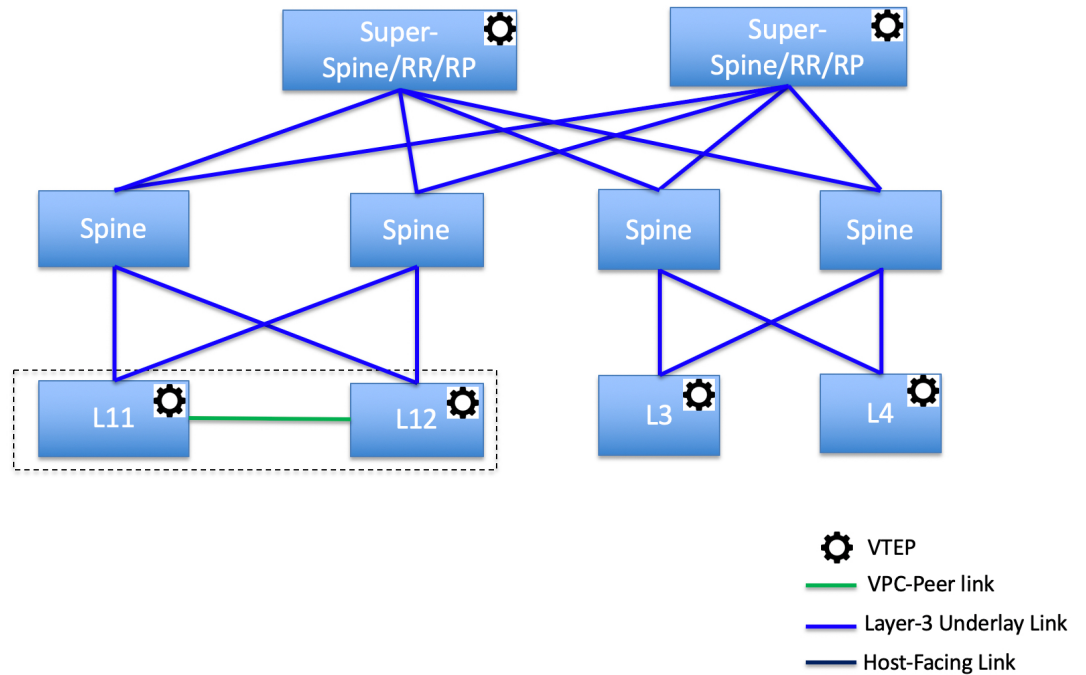 Super-
Spine/RR/RP
Super-
Spine/RR/RP
Spine
Spine
Spine
Spine
L11
L12
L3
L4
VTEP
VPC-Peer link
Layer-3 Underlay Link
Host-Facing Link